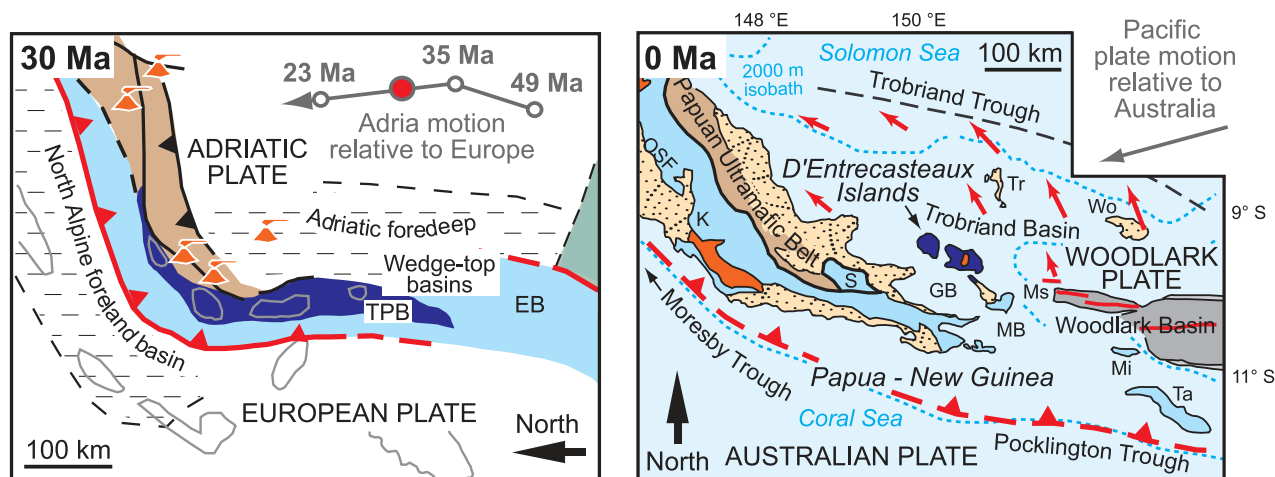 30 Ma
23 Ma
35 Ma
49 Ma
Adria motion
relative to Europe
ADRIATIC
PLATE
North Alpine foreland basin
Adriatic foredeep
Wedge-top
basins
TPB
EB
EUROPEAN PLATE
North
100 km
148 °E
150 °E
0 Ma
Solomon Sea
100 km
2000 m
isobath
Trobriand Trough
Pacific
plate motion
relative to
Australia
OSF
Papuan Ultramafic Belt
D'Entrecasteaux
Islands
Tr
Trobriand Basin
Wo
9° S
K
WOODLARK
PLATE
S
GB
Ms
MB
Woodlark Basin
Mi
Moresby Trough
Papua - New Guinea
11° S
Ta
Coral Sea
Pocklington Trough
North
AUSTRALIAN PLATE